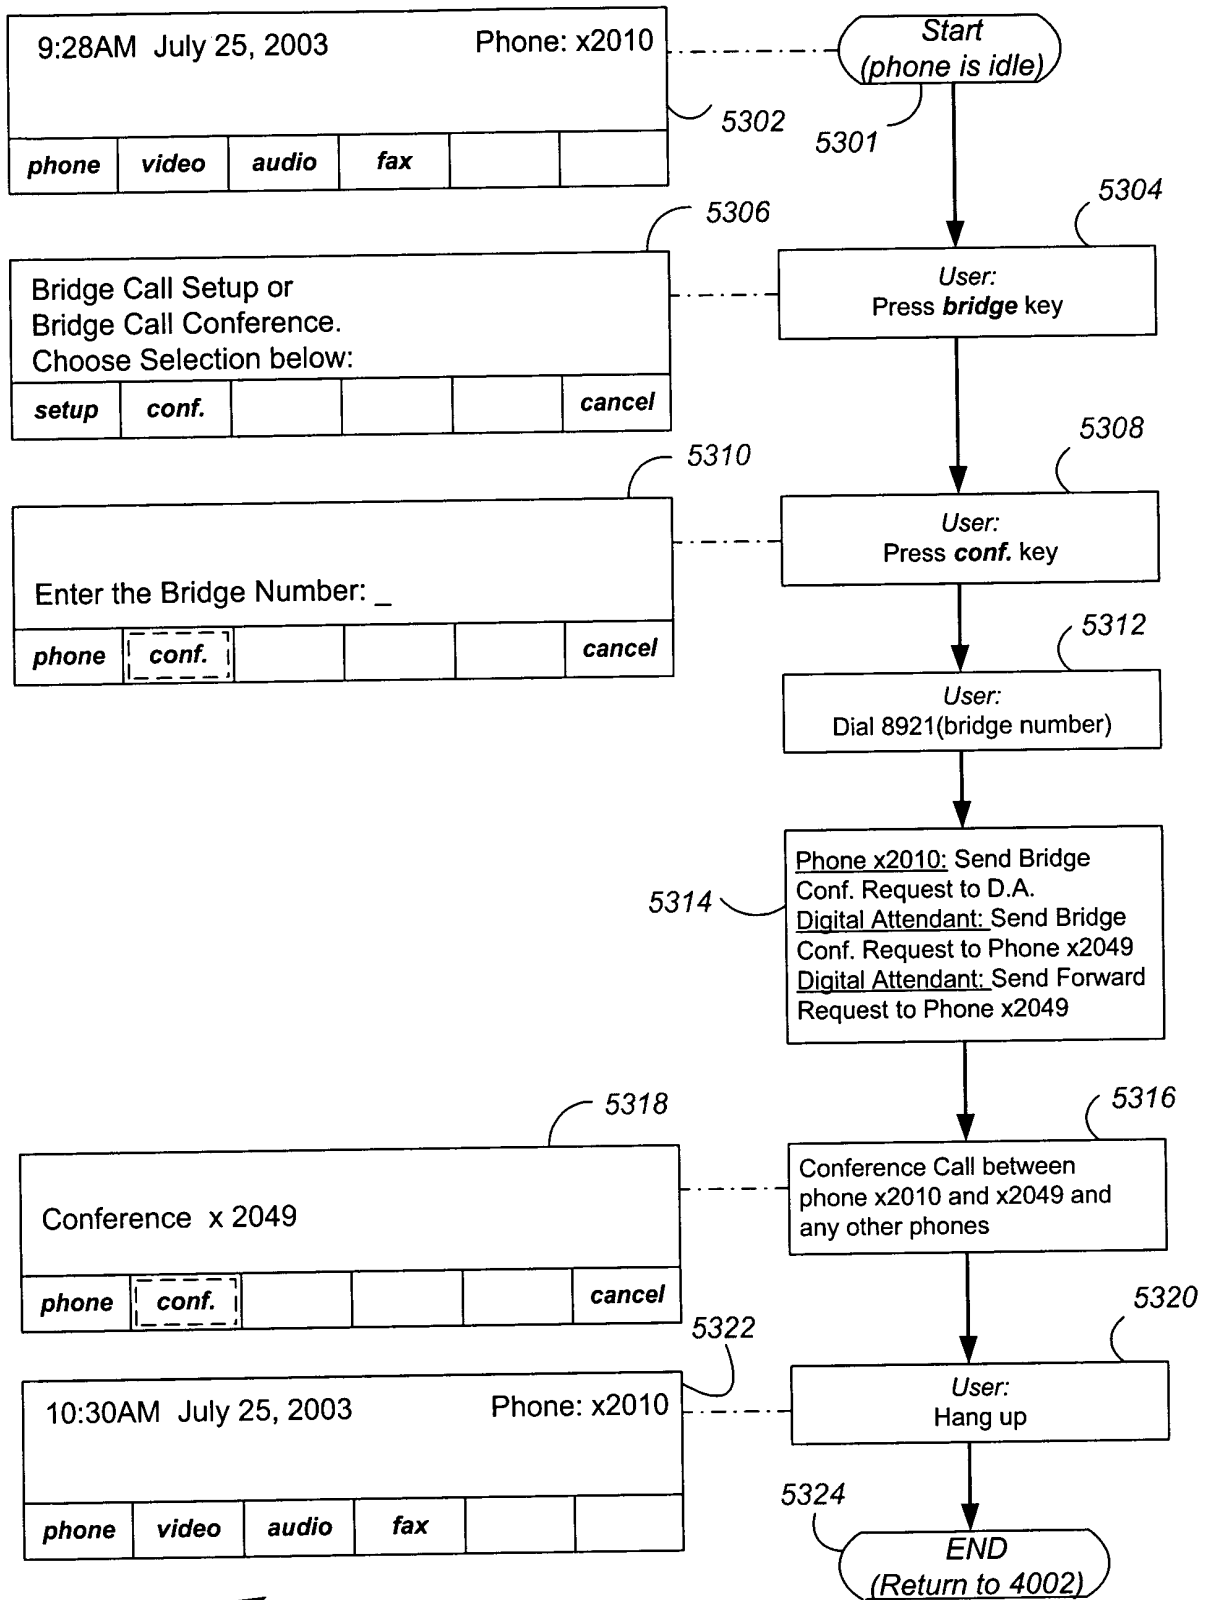 9:28AM July 25, 2003 Phone: x2010
phone video audio fax
5302
Start
(phone is idle)
5301
5306
Bridge Call Setup or
Bridge Call Conference.
Choose Selection below:
setup conf. cancel
5304
User:
Press bridge key
5310
Enter the Bridge Number: _
phone conf. cancel
5308
User:
Press conf. key
5312
User:
Dial 8921(bridge number)
5314
Phone x2010: Send Bridge
Conf. Request to D.A.
Digital Attendant: Send Bridge
Conf. Request to Phone x2049
Digital Attendant: Send Forward
Request to Phone x2049
5318
Conference x 2049
phone conf. cancel
5316
Conference Call between
phone x2010 and x2049 and
any other phones
5322
10:30AM July 25, 2003 Phone: x2010
phone video audio fax
5320
User:
Hang up
5324
END
(Return to 4002)